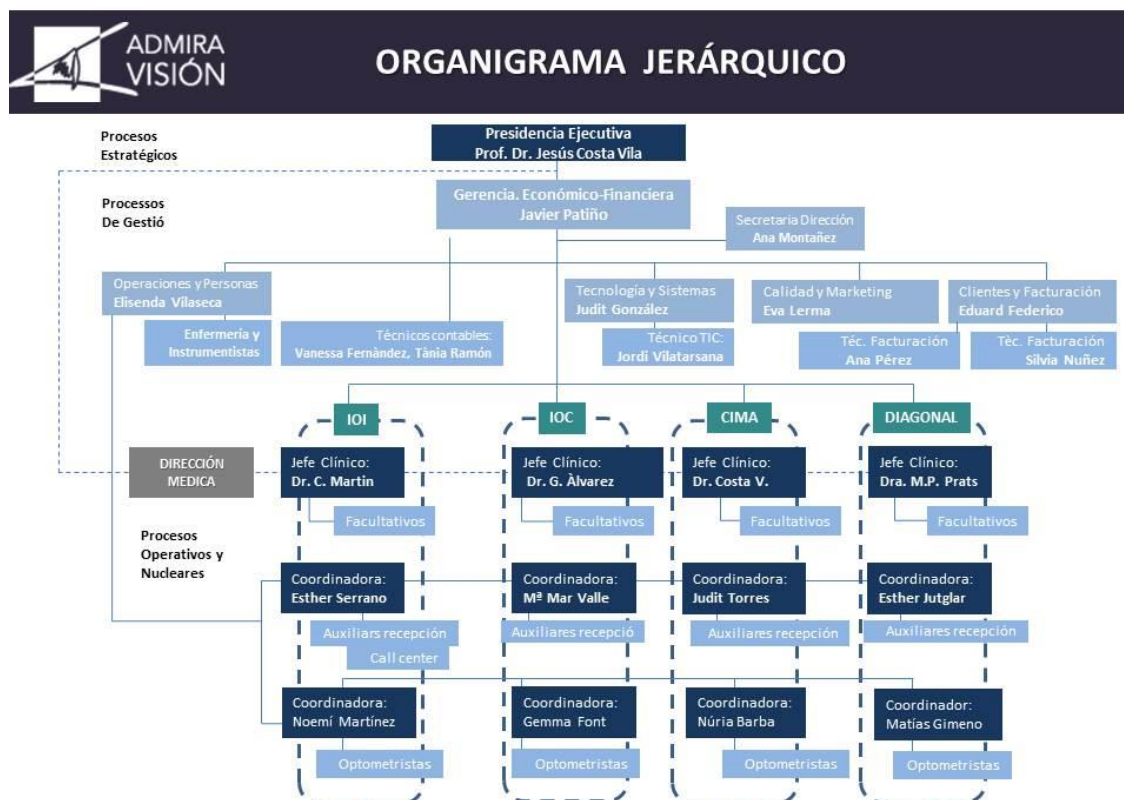 ADMIRA
VISIÓN
ORGANIGRAMA JERÁRQUICO
Procesos
Estratégicos
Presidencia Ejecutiva
Prof. Dr. Jesús Costa Vila
Processos
De Gestió
Gerencia. Económico-Financiera
Javier Patiño
Secretaria Dirección
Ana Montañez
Operaciones y Personas
Elisenda Vilaseca
Tecnología y Sistemas
Judit González
Calidad y Marketing
Eva Lerma
Clientes y Facturación
Eduard Federico
Enfermería y
Instrumentistas
Técnicos contables:
Vanessa Fernàndez, Tània Ramón
Técnico TIC:
Jordi Vilatarsana
Téc. Facturación
Ana Pérez
Tèc. Facturación
Silvia Nuñez
IOI
IOC
CIMA
DIAGONAL
DIRECCIÓN
MEDICA
Jefe Clínico:
Dr. C. Martin
Jefe Clínico:
Dr. G. Àlvarez
Jefe Clínico:
Dr. Costa V.
Jefe Clínico:
Dra. M.P. Prats
Facultativos
Facultativos
Facultativos
Facultativos
Procesos
Operativos y
Nucleares
Coordinadora:
Esther Serrano
Coordinadora:
Mª Mar Valle
Coordinadora:
Judit Torres
Coordinadora:
Esther Jutglar
Auxiliars recepción
Call center
Auxiliares recepció
Auxiliares recepción
Auxiliares recepción
Coordinadora:
Noemí Martínez
Coordinadora:
Gemma Font
Coordinadora:
Núria Barba
Coordinador:
Matías Gimeno
Optometristas
Optometristas
Optometristas
Optometristas